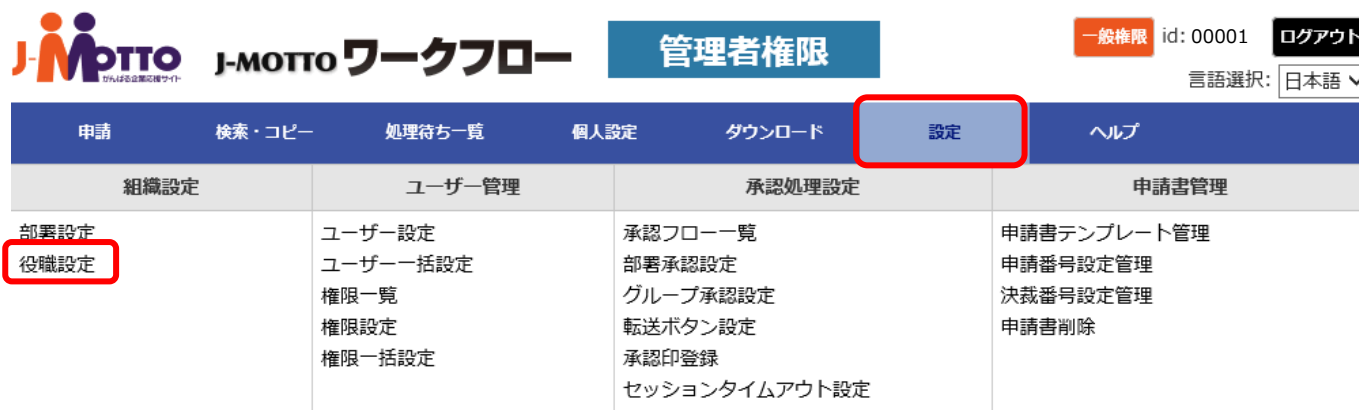 J-MOTTO
がんばる企業応援サイト
J-MOTTO ワークフロー
管理者権限
一般権限 id: 00001 ログアウト
言語選択: 日本語
申請 検索・コピー 処理待ち一覧 個人設定 ダウンロード 設定 ヘルプ
組織設定 ユーザー管理 承認処理設定 申請書管理
部署設定 ユーザー設定 承認フロー一覧 申請書テンプレート管理
役職設定 ユーザー一括設定 部署承認設定 申請番号設定管理
権限一覧 グループ承認設定 決裁番号設定管理
権限設定 転送ボタン設定 申請書削除
権限一括設定 承認印登録
セッションタイムアウト設定